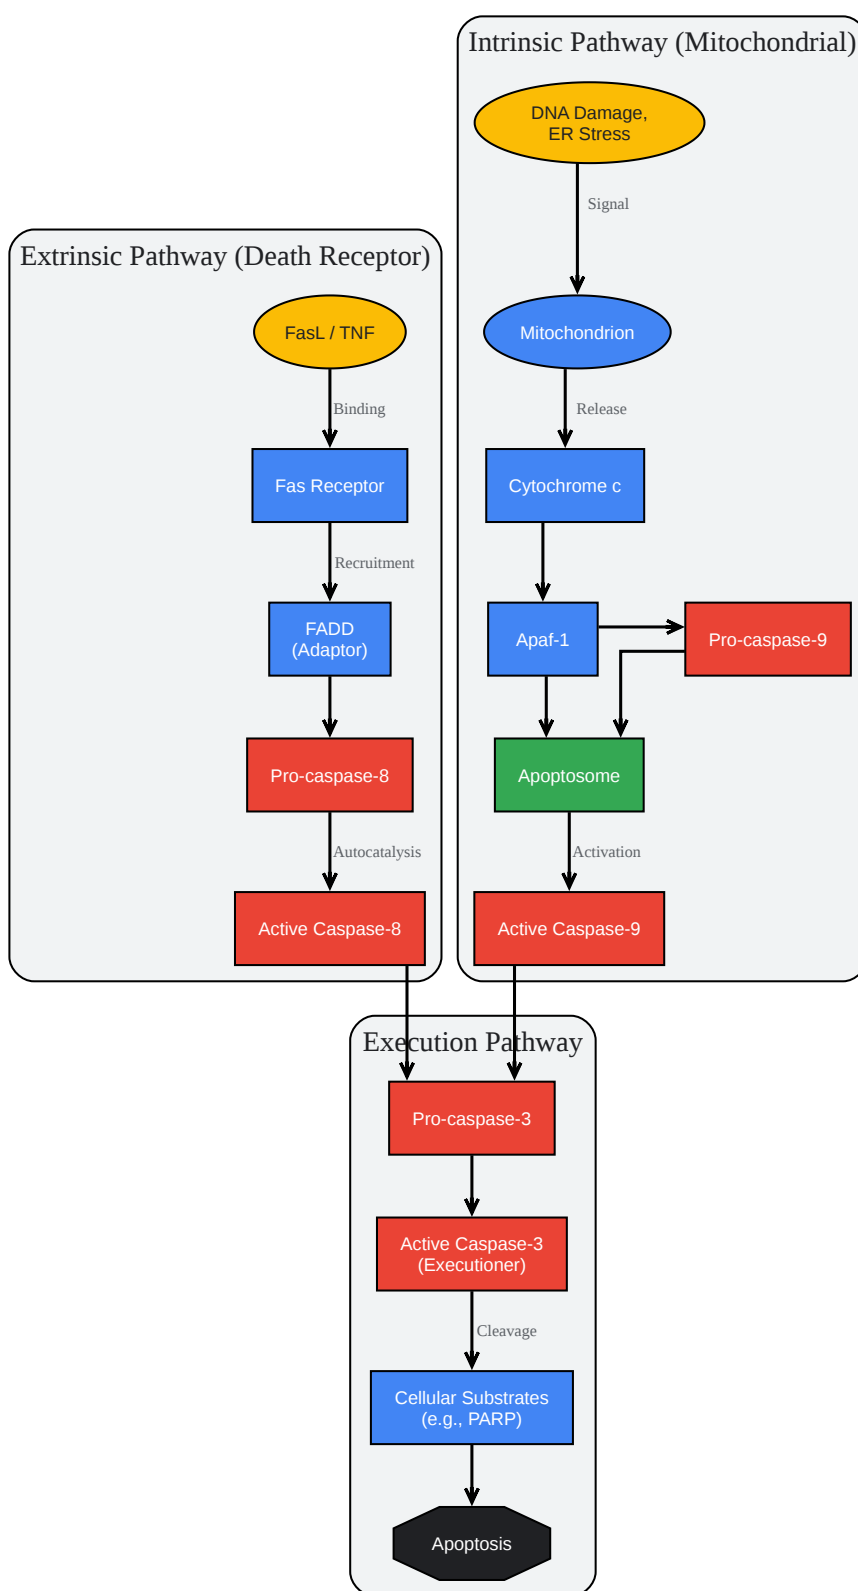 Intrinsic Pathway (Mitochondrial)
DNA Damage,
ER Stress
Signal
Mitochondrion
Release
Cytochrome c
Apaf-1
Pro-caspase-9
Apoptosome
Activation
Active Caspase-9
Extrinsic Pathway (Death Receptor)
FasL / TNF
Binding
Fas Receptor
Recruitment
FADD
(Adaptor)
Pro-caspase-8
Autocatalysis
Active Caspase-8
Execution Pathway
Pro-caspase-3
Active Caspase-3
(Executioner)
Cleavage
Cellular Substrates
(e.g., PARP)
Apoptosis